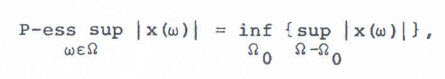 P-ess sup |x(ω)| = inf {sup |x(ω)|},
ωεΩ Ω₀ Ω-Ω₀